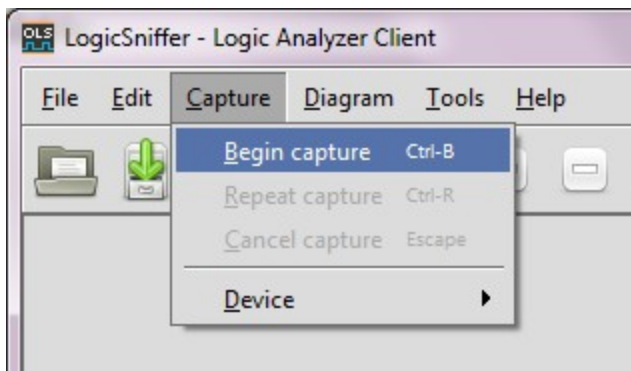 OLS LogicSniffer - Logic Analyzer Client
File Edit Capture Diagram Tools Help
Begin capture Ctrl-B
Repeat capture Ctrl-R
Cancel capture Escape
Device